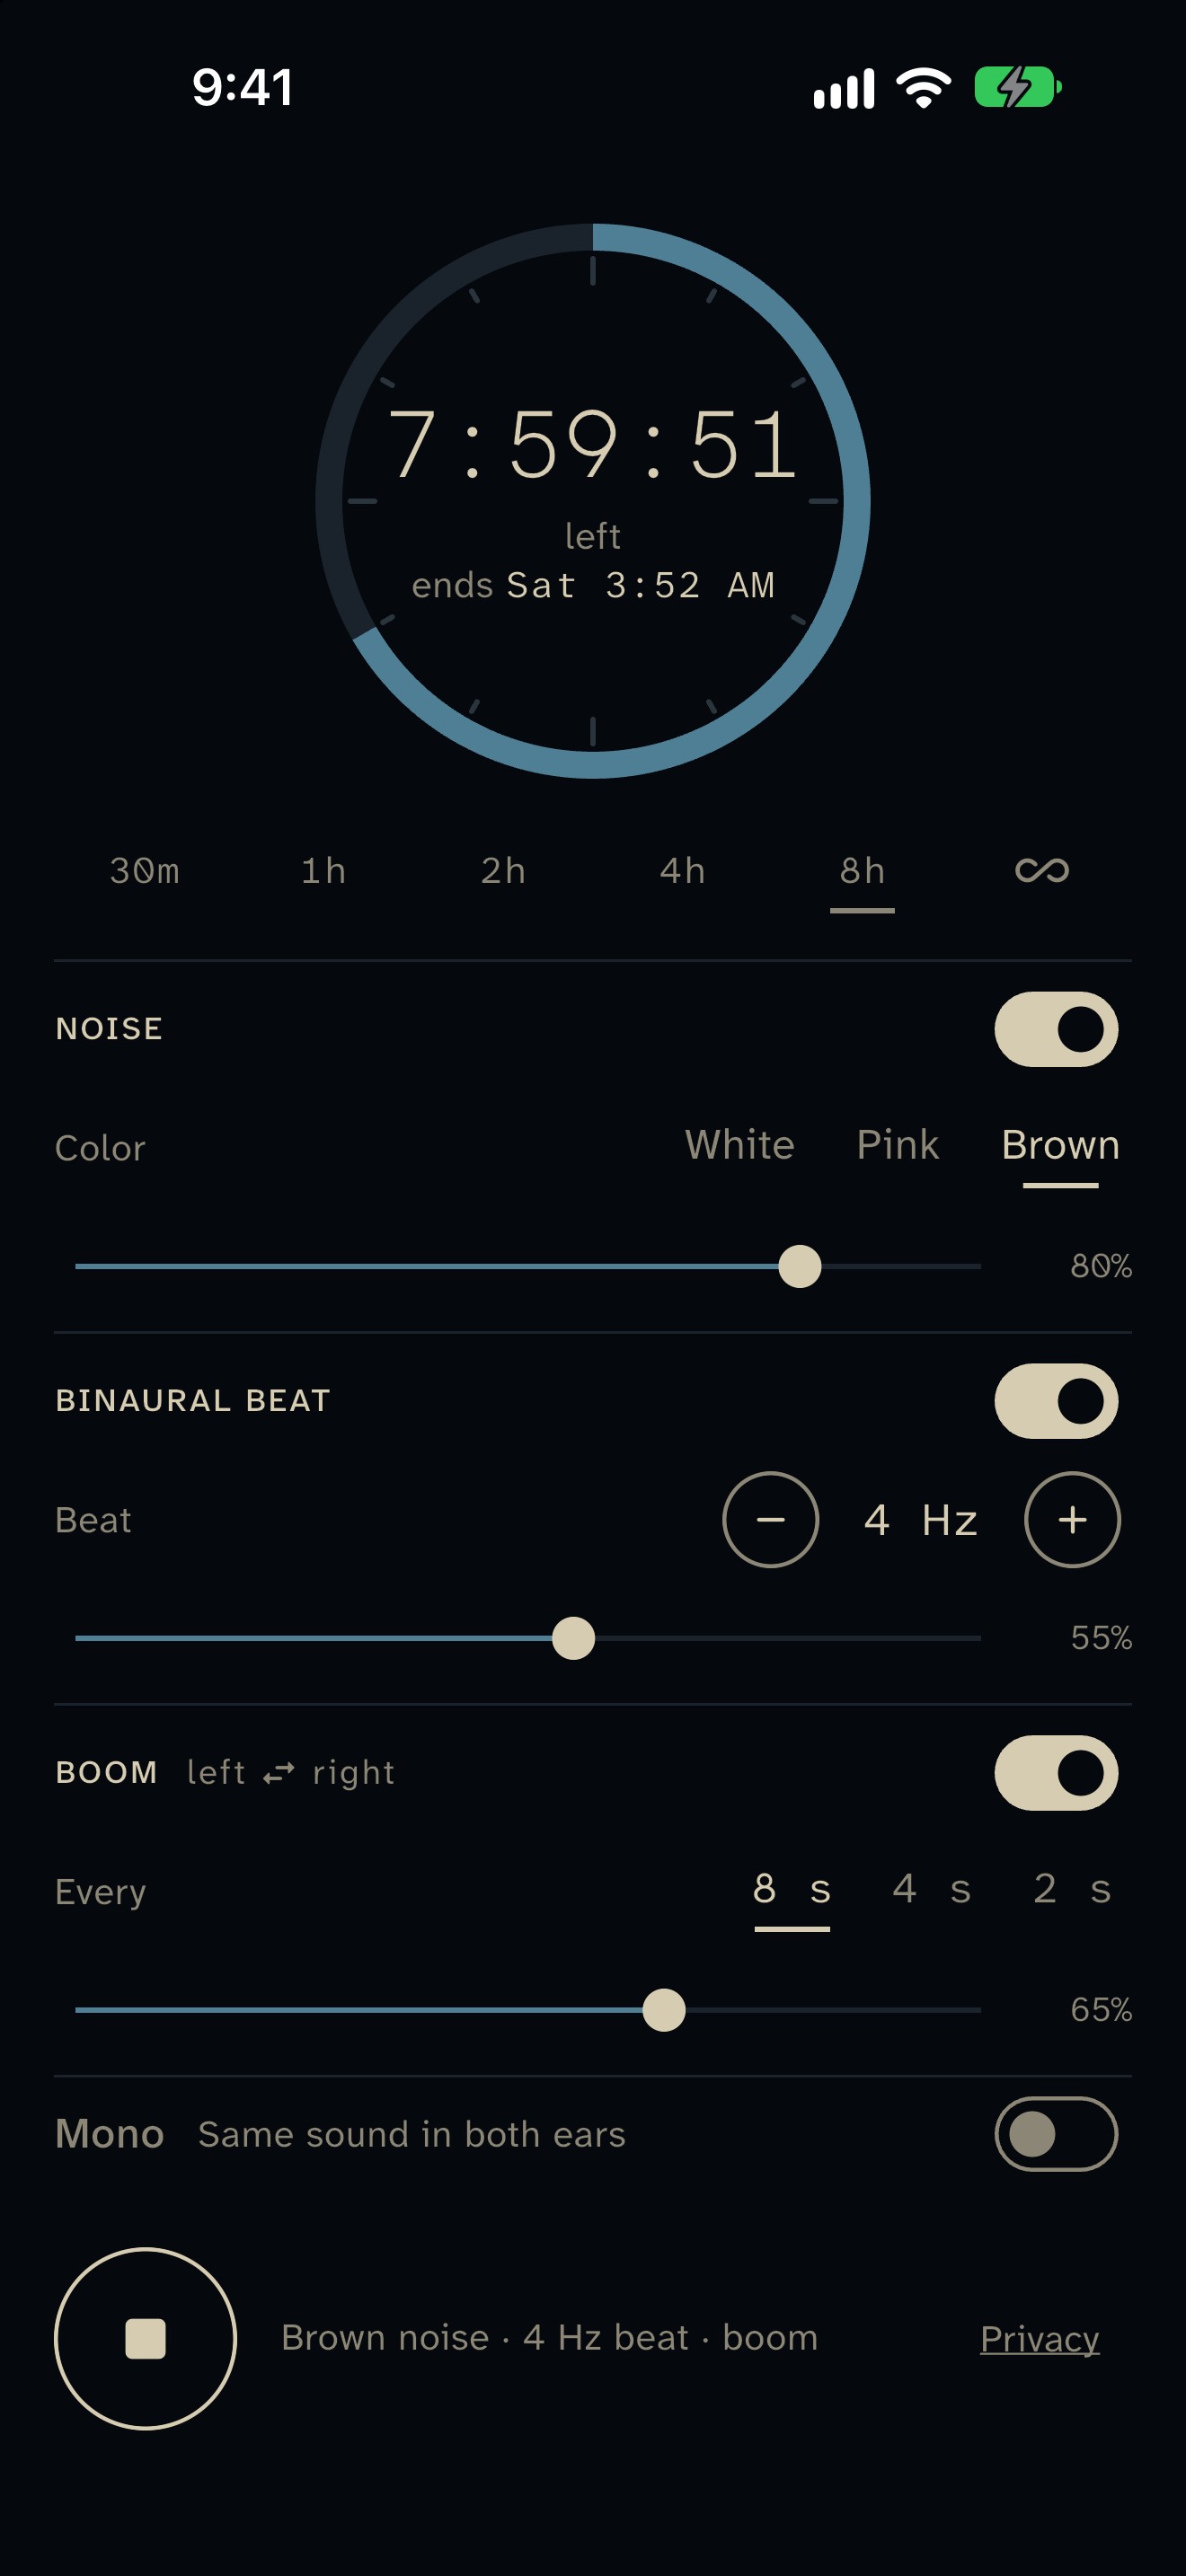 9:41
7:59:51
left
ends Sat 3:52 AM
30m 1h 2h 4h 8h ∞
NOISE
Color White Pink Brown
80%
BINAURAL BEAT
Beat − 4 Hz +
55%
BOOM left ⇄ right
Every 8 s 4 s 2 s
65%
Mono Same sound in both ears
Brown noise · 4 Hz beat · boom Privacy